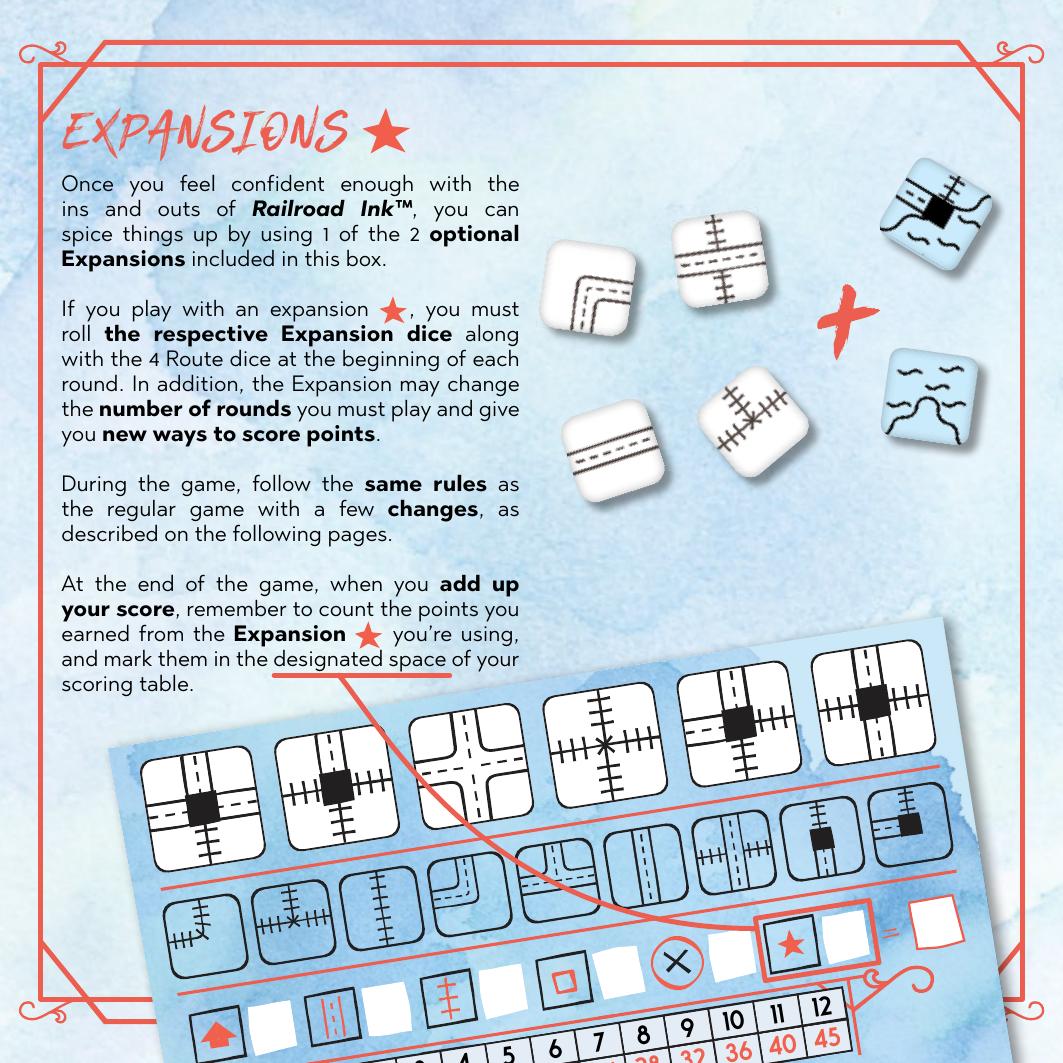 EXPANSIONS
Once you feel confident enough with the
ins and outs of Railroad Ink™, you can
spice things up by using 1 of the 2 optional
Expansions included in this box.
If you play with an expansion ★, you must
roll the respective Expansion dice along
with the 4 Route dice at the beginning of each
round. In addition, the Expansion may change
the number of rounds you must play and give
you new ways to score points.
During the game, follow the same rules as
the regular game with a few changes, as
described on the following pages.
At the end of the game, when you add up
your score, remember to count the points you
earned from the Expansion ★ you're using,
and mark them in the designated space of your
scoring table.
=
4 5 6 7 8 9 10 11 12
32 36 40 45